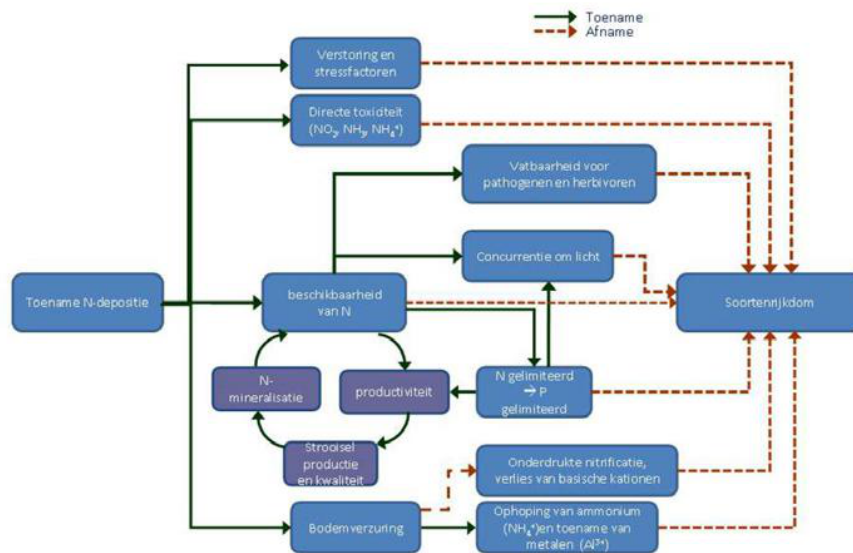 Toename
Afname
Verstoring en
stressfactoren
Directe toxiciteit
(NO₂, NH₃, NH₄⁺)
Vatbaarheid voor
pathogenen en herbivoren
Concurrentie om licht
Toename N-depositie
beschikbaarheid
van N
Soortenrijkdom
N-
mineralisatie
productiviteit
N gelimiteerd
→ P
gelimiteerd
Strooisel
productie
en kwaliteit
Onderdrukte nitrificatie,
verlies van basische kationen
Bodemverzuring
Ophoping van ammonium
(NH₄⁺)en toename van
metalen (Al³⁺)